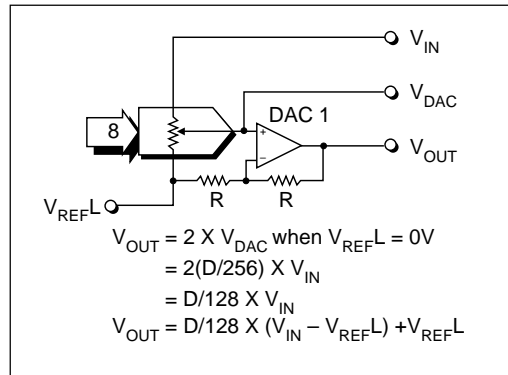 V_IN
V_DAC
DAC 1
8
+
–
V_OUT
R R
V_REFL
V_OUT = 2 X V_DAC when V_REFL = 0V
= 2(D/256) X V_IN
= D/128 X V_IN
V_OUT = D/128 X (V_IN – V_REFL) +V_REFL